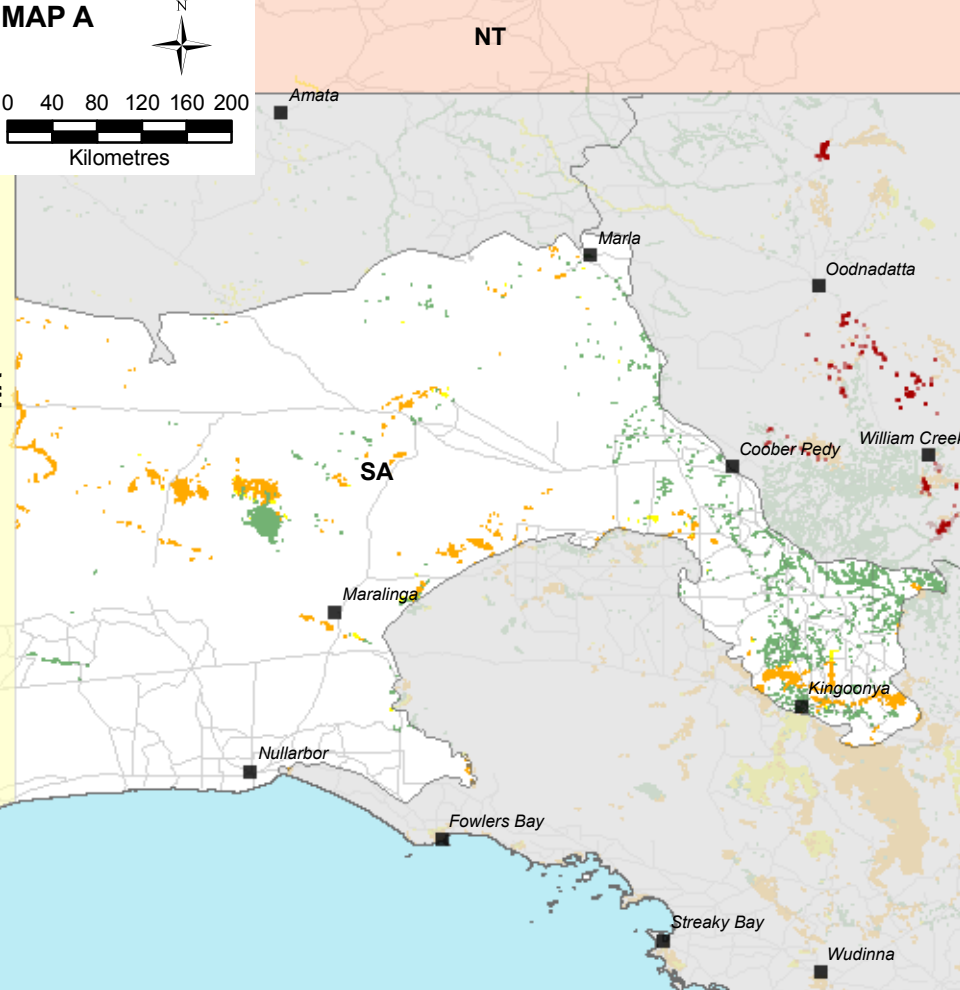 MAP A
N
NT
0 40 80 120 160 200
Kilometres
Amata
Marla
Oodnadatta
Coober Pedy
William Creek
SA
Maralinga
Kingoonya
Nullarbor
Fowlers Bay
Streaky Bay
Wudinna